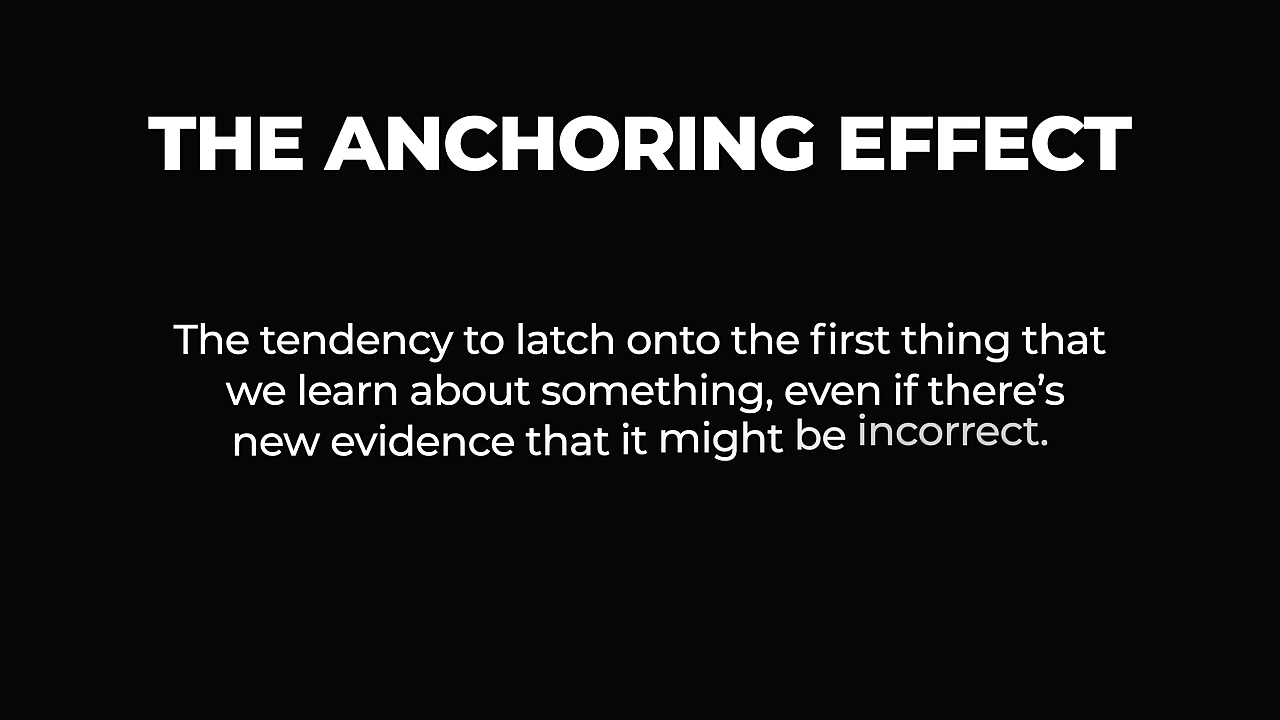 THE ANCHORING EFFECT
The tendency to latch onto the first thing that
we learn about something, even if there’s
new evidence that it might be incorrect.